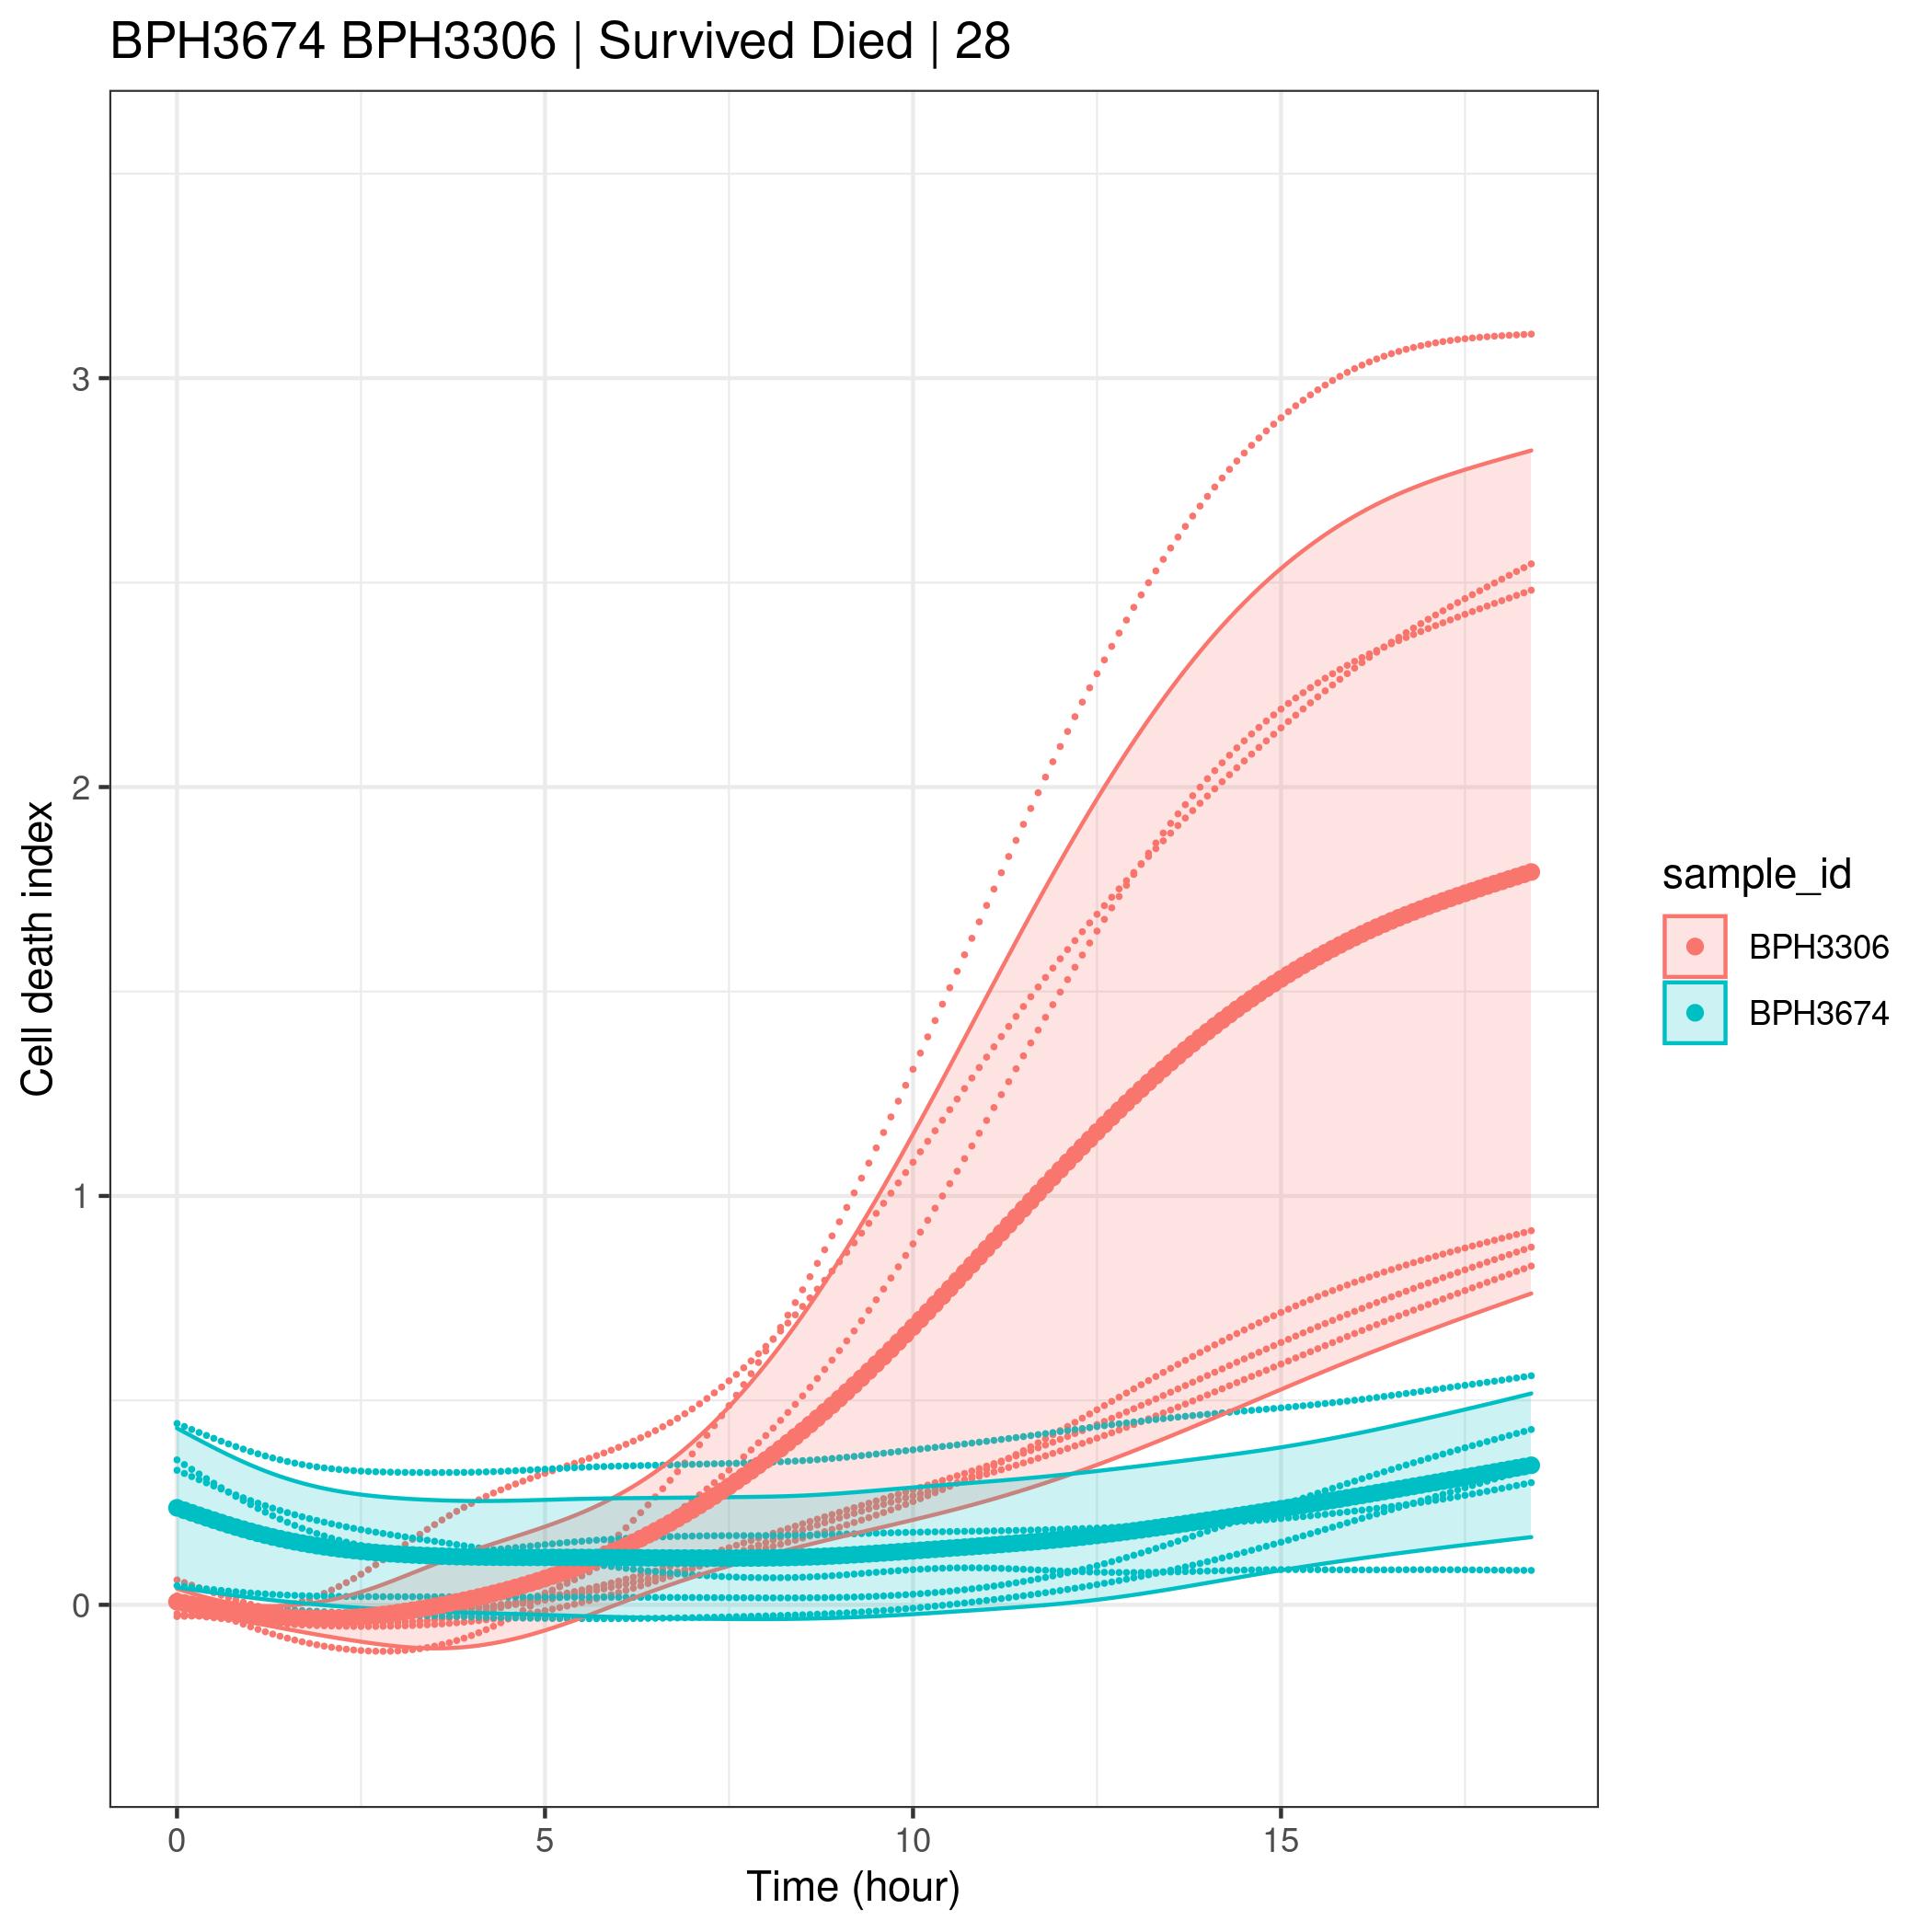 BPH3674 BPH3306 | Survived Died | 28
3
2
1
0
Cell death index
0 5 10 15
Time (hour)
sample_id
BPH3306
BPH3674